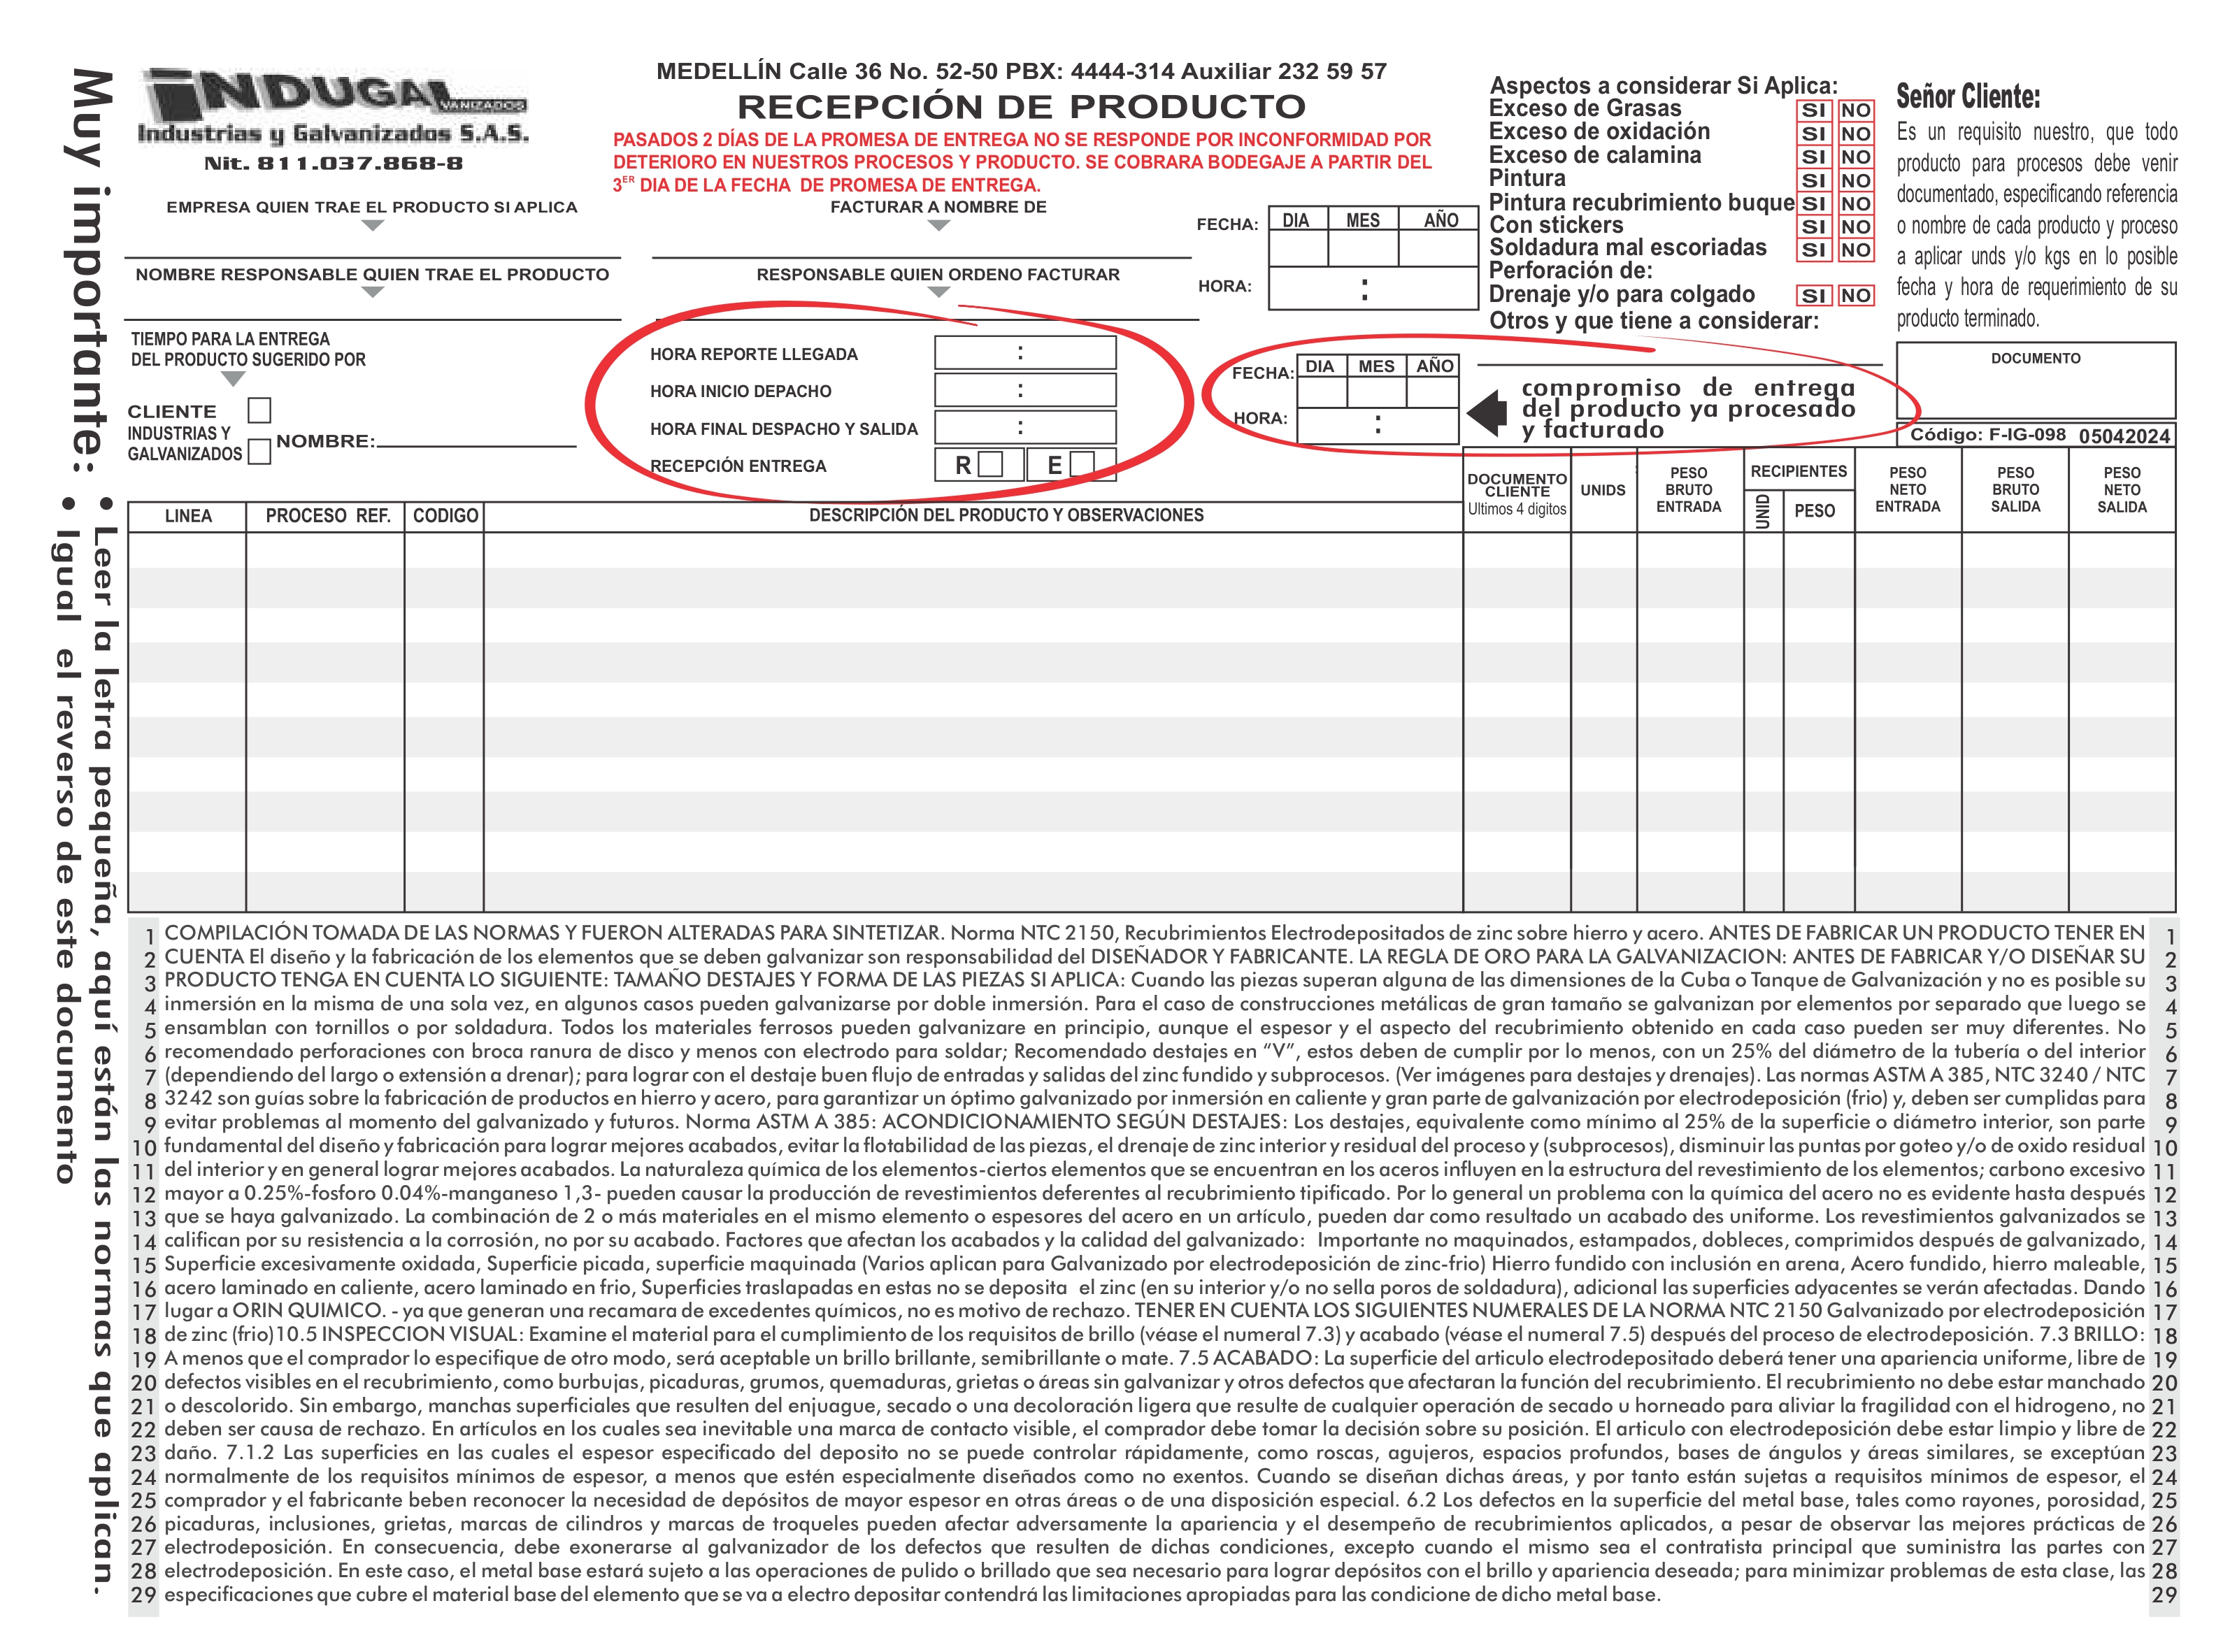 Muy importante:
• Leer la letra pequeña, aquí están las normas que aplican.
• Igual el reverso de este documento
INDUGAL
VANIZADOS
Industrias y Galvanizados S.A.S.
Nit. 811.037.868-8
MEDELLÍN Calle 36 No. 52-50 PBX: 4444-314 Auxiliar 232 59 57
RECEPCIÓN DE PRODUCTO
PASADOS 2 DÍAS DE LA PROMESA DE ENTREGA NO SE RESPONDE POR INCONFORMIDAD POR
DETERIORO EN NUESTROS PROCESOS Y PRODUCTO. SE COBRARA BODEGAJE A PARTIR DEL
3ER DIA DE LA FECHA DE PROMESA DE ENTREGA.
EMPRESA QUIEN TRAE EL PRODUCTO SI APLICA
FACTURAR A NOMBRE DE
NOMBRE RESPONSABLE QUIEN TRAE EL PRODUCTO
RESPONSABLE QUIEN ORDENO FACTURAR
FECHA: DIA MES AÑO
HORA: :
Aspectos a considerar Si Aplica:
Exceso de Grasas SI NO
Exceso de oxidación SI NO
Exceso de calamina SI NO
Pintura SI NO
Pintura recubrimiento buque SI NO
Con stickers SI NO
Soldadura mal escoriadas SI NO
Perforación de:
Drenaje y/o para colgado SI NO
Otros y que tiene a considerar:
Señor Cliente:
Es un requisito nuestro, que todo
producto para procesos debe venir
documentado, especificando referencia
o nombre de cada producto y proceso
a aplicar unds y/o kgs en lo posible
fecha y hora de requerimiento de su
producto terminado.
TIEMPO PARA LA ENTREGA
DEL PRODUCTO SUGERIDO POR
CLIENTE
INDUSTRIAS Y
GALVANIZADOS
NOMBRE:
HORA REPORTE LLEGADA :
HORA INICIO DEPACHO :
HORA FINAL DESPACHO Y SALIDA :
RECEPCIÓN ENTREGA R E
FECHA: DIA MES AÑO
HORA: :
compromiso de entrega
del producto ya procesado
y facturado
DOCUMENTO
Código: F-IG-098 05042024
LINEA PROCESO REF. CODIGO DESCRIPCIÓN DEL PRODUCTO Y OBSERVACIONES
DOCUMENTO
CLIENTE
Ultimos 4 digitos
UNIDS
PESO
BRUTO
ENTRADA
RECIPIENTES
UNID
PESO
PESO
NETO
ENTRADA
PESO
BRUTO
SALIDA
PESO
NETO
SALIDA
1 COMPILACIÓN TOMADA DE LAS NORMAS Y FUERON ALTERADAS PARA SINTETIZAR. Norma NTC 2150, Recubrimientos Electrodepositados de zinc sobre hierro y acero. ANTES DE FABRICAR UN PRODUCTO TENER EN 1
2 CUENTA El diseño y la fabricación de los elementos que se deben galvanizar son responsabilidad del DISEÑADOR Y FABRICANTE. LA REGLA DE ORO PARA LA GALVANIZACION: ANTES DE FABRICAR Y/O DISEÑAR SU 2
3 PRODUCTO TENGA EN CUENTA LO SIGUIENTE: TAMAÑO DESTAJES Y FORMA DE LAS PIEZAS SI APLICA: Cuando las piezas superan alguna de las dimensiones de la Cuba o Tanque de Galvanización y no es posible su 3
4 inmersión en la misma de una sola vez, en algunos casos pueden galvanizarse por doble inmersión. Para el caso de construcciones metálicas de gran tamaño se galvanizan por elementos por separado que luego se 4
5 ensamblan con tornillos o por soldadura. Todos los materiales ferrosos pueden galvanizare en principio, aunque el espesor y el aspecto del recubrimiento obtenido en cada caso pueden ser muy diferentes. No 5
6 recomendado perforaciones con broca ranura de disco y menos con electrodo para soldar; Recomendado destajes en “V”, estos deben de cumplir por lo menos, con un 25% del diámetro de la tubería o del interior 6
7 (dependiendo del largo o extensión a drenar); para lograr con el destaje buen flujo de entradas y salidas del zinc fundido y subprocesos. (Ver imágenes para destajes y drenajes). Las normas ASTM A 385, NTC 3240 / NTC 7
8 3242 son guías sobre la fabricación de productos en hierro y acero, para garantizar un óptimo galvanizado por inmersión en caliente y gran parte de galvanización por electrodeposición (frio) y, deben ser cumplidas para 8
9 evitar problemas al momento del galvanizado y futuros. Norma ASTM A 385: ACONDICIONAMIENTO SEGÚN DESTAJES: Los destajes, equivalente como mínimo al 25% de la superficie o diámetro interior, son parte 9
10 fundamental del diseño y fabricación para lograr mejores acabados, evitar la flotabilidad de las piezas, el drenaje de zinc interior y residual del proceso y (subprocesos), disminuir las puntas por goteo y/o de oxido residual 10
11 del interior y en general lograr mejores acabados. La naturaleza química de los elementos-ciertos elementos que se encuentran en los aceros influyen en la estructura del revestimiento de los elementos; carbono excesivo 11
12 mayor a 0.25%-fosforo 0.04%-manganeso 1,3- pueden causar la producción de revestimientos deferentes al recubrimiento tipificado. Por lo general un problema con la química del acero no es evidente hasta después 12
13 que se haya galvanizado. La combinación de 2 o más materiales en el mismo elemento o espesores del acero en un artículo, pueden dar como resultado un acabado des uniforme. Los revestimientos galvanizados se 13
14 califican por su resistencia a la corrosión, no por su acabado. Factores que afectan los acabados y la calidad del galvanizado: Importante no maquinados, estampados, dobleces, comprimidos después de galvanizado, 14
15 Superficie excesivamente oxidada, Superficie picada, superficie maquinada (Varios aplican para Galvanizado por electrodeposición de zinc-frio) Hierro fundido con inclusión en arena, Acero fundido, hierro maleable, 15
16 acero laminado en caliente, acero laminado en frio, Superficies traslapadas en estas no se deposita el zinc (en su interior y/o no sella poros de soldadura), adicional las superficies adyacentes se verán afectadas. Dando 16
17 lugar a ORIN QUIMICO. - ya que generan una recamara de excedentes químicos, no es motivo de rechazo. TENER EN CUENTA LOS SIGUIENTES NUMERALES DE LA NORMA NTC 2150 Galvanizado por electrodeposición 17
18 de zinc (frio)10.5 INSPECCION VISUAL: Examine el material para el cumplimiento de los requisitos de brillo (véase el numeral 7.3) y acabado (véase el numeral 7.5) después del proceso de electrodeposición. 7.3 BRILLO: 18
19 A menos que el comprador lo especifique de otro modo, será aceptable un brillo brillante, semibrillante o mate. 7.5 ACABADO: La superficie del articulo electrodepositado deberá tener una apariencia uniforme, libre de 19
20 defectos visibles en el recubrimiento, como burbujas, picaduras, grumos, quemaduras, grietas o áreas sin galvanizar y otros defectos que afectaran la función del recubrimiento. El recubrimiento no debe estar manchado 20
21 o descolorido. Sin embargo, manchas superficiales que resulten del enjuague, secado o una decoloración ligera que resulte de cualquier operación de secado u horneado para aliviar la fragilidad con el hidrogeno, no 21
22 deben ser causa de rechazo. En artículos en los cuales sea inevitable una marca de contacto visible, el comprador debe tomar la decisión sobre su posición. El articulo con electrodeposición debe estar limpio y libre de 22
23 daño. 7.1.2 Las superficies en las cuales el espesor especificado del deposito no se puede controlar rápidamente, como roscas, agujeros, espacios profundos, bases de ángulos y áreas similares, se exceptúan 23
24 normalmente de los requisitos mínimos de espesor, a menos que estén especialmente diseñados como no exentos. Cuando se diseñan dichas áreas, y por tanto están sujetas a requisitos mínimos de espesor, el 24
25 comprador y el fabricante beben reconocer la necesidad de depósitos de mayor espesor en otras áreas o de una disposición especial. 6.2 Los defectos en la superficie del metal base, tales como rayones, porosidad, 25
26 picaduras, inclusiones, grietas, marcas de cilindros y marcas de troqueles pueden afectar adversamente la apariencia y el desempeño de recubrimientos aplicados, a pesar de observar las mejores prácticas de 26
27 electrodeposición. En consecuencia, debe exonerarse al galvanizador de los defectos que resulten de dichas condiciones, excepto cuando el mismo sea el contratista principal que suministra las partes con 27
28 electrodeposición. En este caso, el metal base estará sujeto a las operaciones de pulido o brillado que sea necesario para lograr depósitos con el brillo y apariencia deseada; para minimizar problemas de esta clase, las 28
29 especificaciones que cubre el material base del elemento que se va a electro depositar contendrá las limitaciones apropiadas para las condicione de dicho metal base. 29